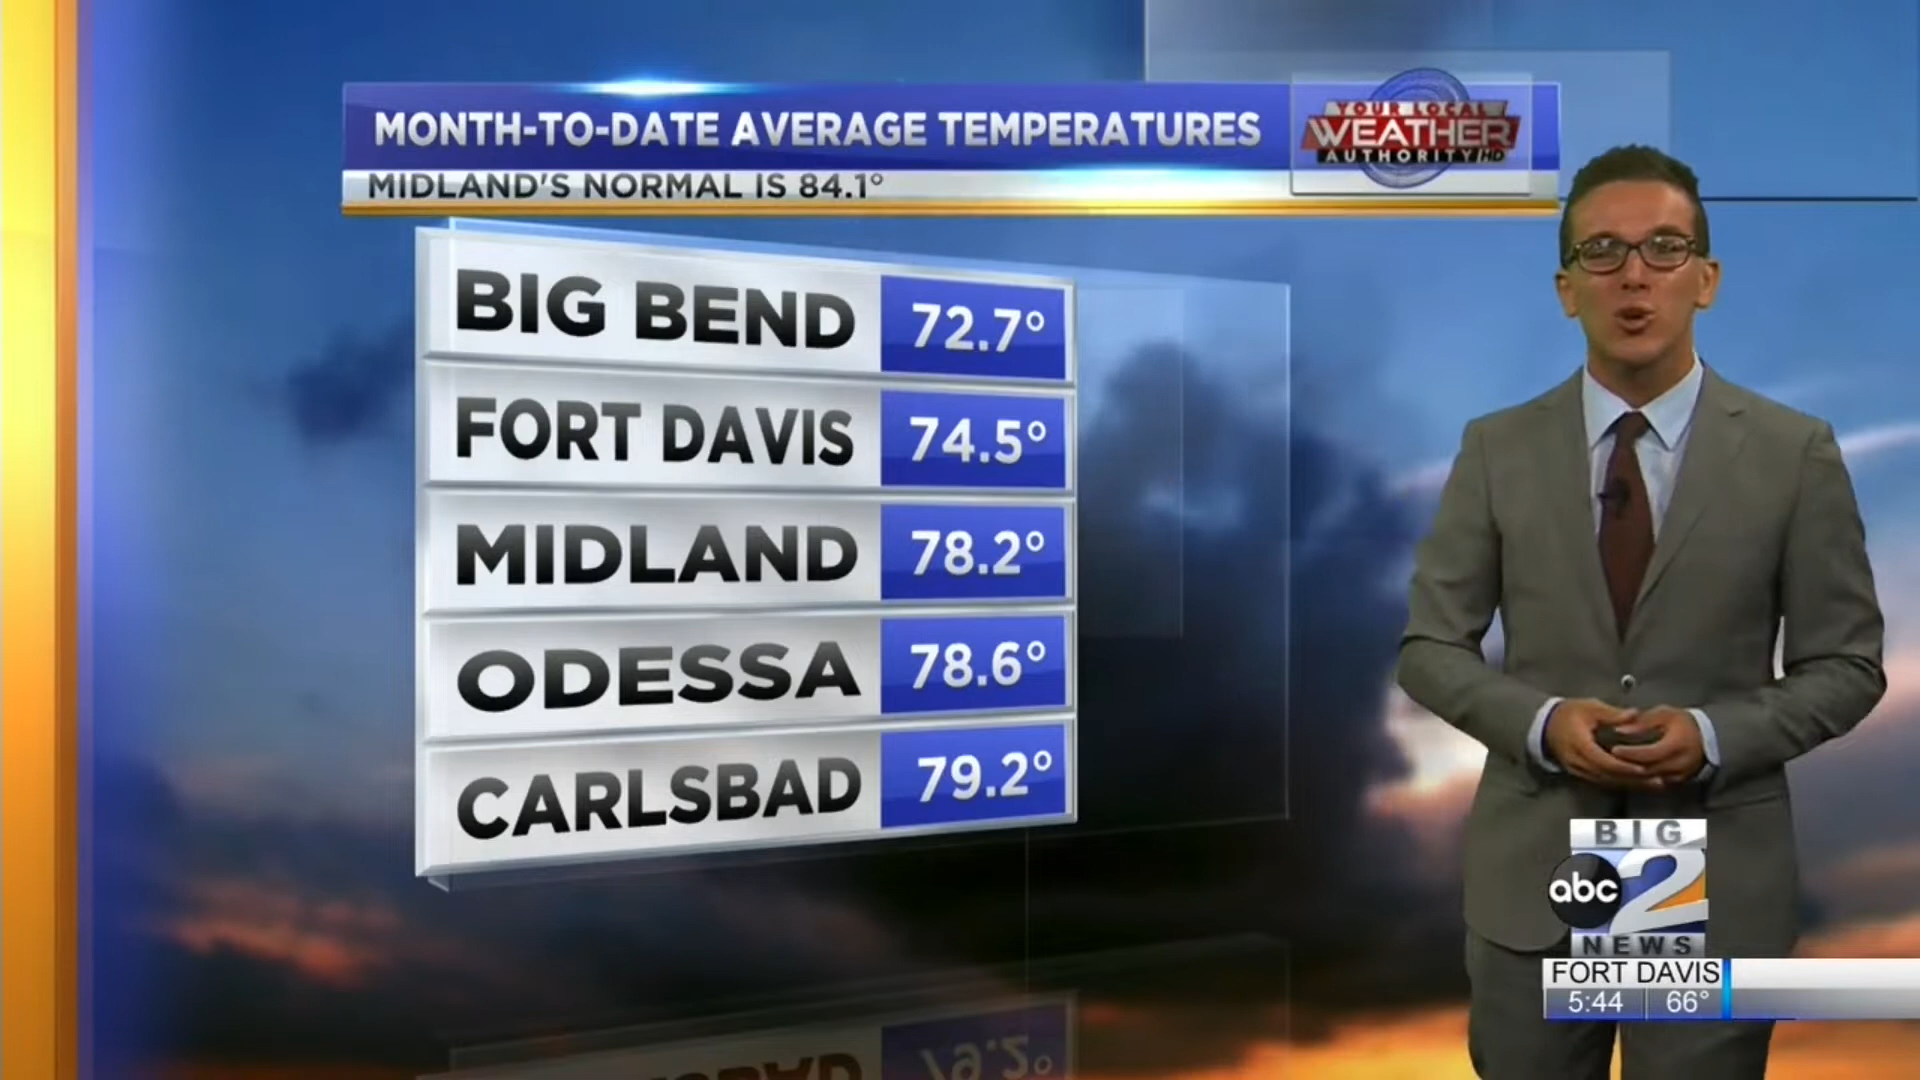 MONTH-TO-DATE AVERAGE TEMPERATURES
YOUR LOCAL
WEATHER
AUTHORITY HD
MIDLAND'S NORMAL IS 84.1°
BIG BEND 72.7°
FORT DAVIS 74.5°
MIDLAND 78.2°
ODESSA 78.6°
CARLSBAD 79.2°
BIG
abc 2
NEWS
FORT DAVIS
5:44 66°